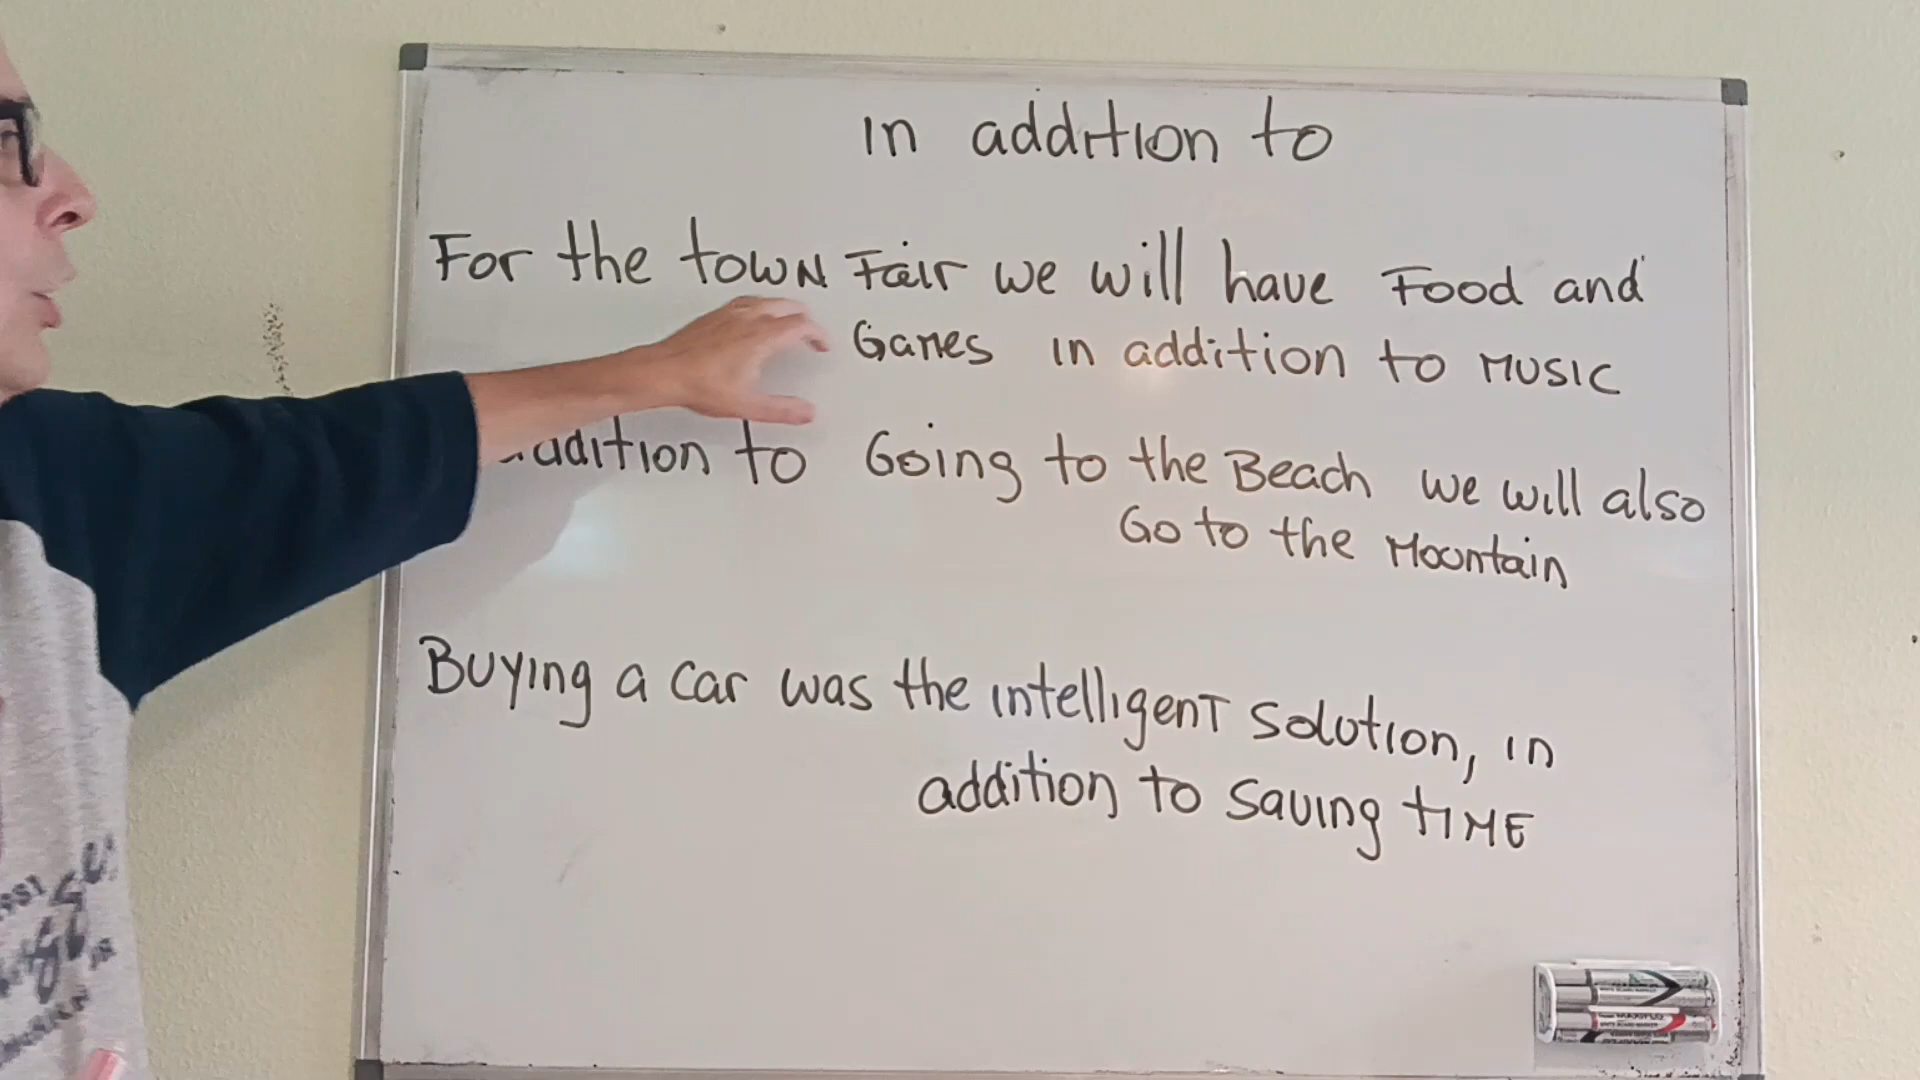 in addition to
For the town Fair we will have Food and
Games in addition to Music
addition to Going to the Beach we will also
Go to the Mountain
Buying a car was the intelligent solution, in
addition to saving time